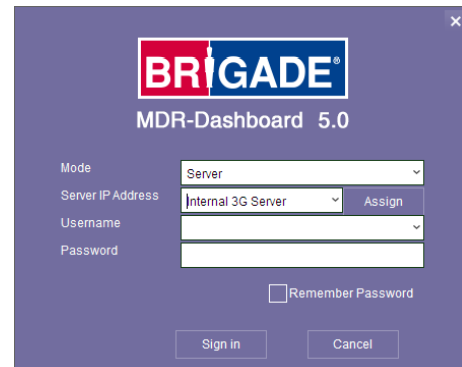 BRIGADE®
MDR-Dashboard 5.0
Mode Server
Server IP Address Internal 3G Server Assign
Username
Password
Remember Password
Sign in Cancel